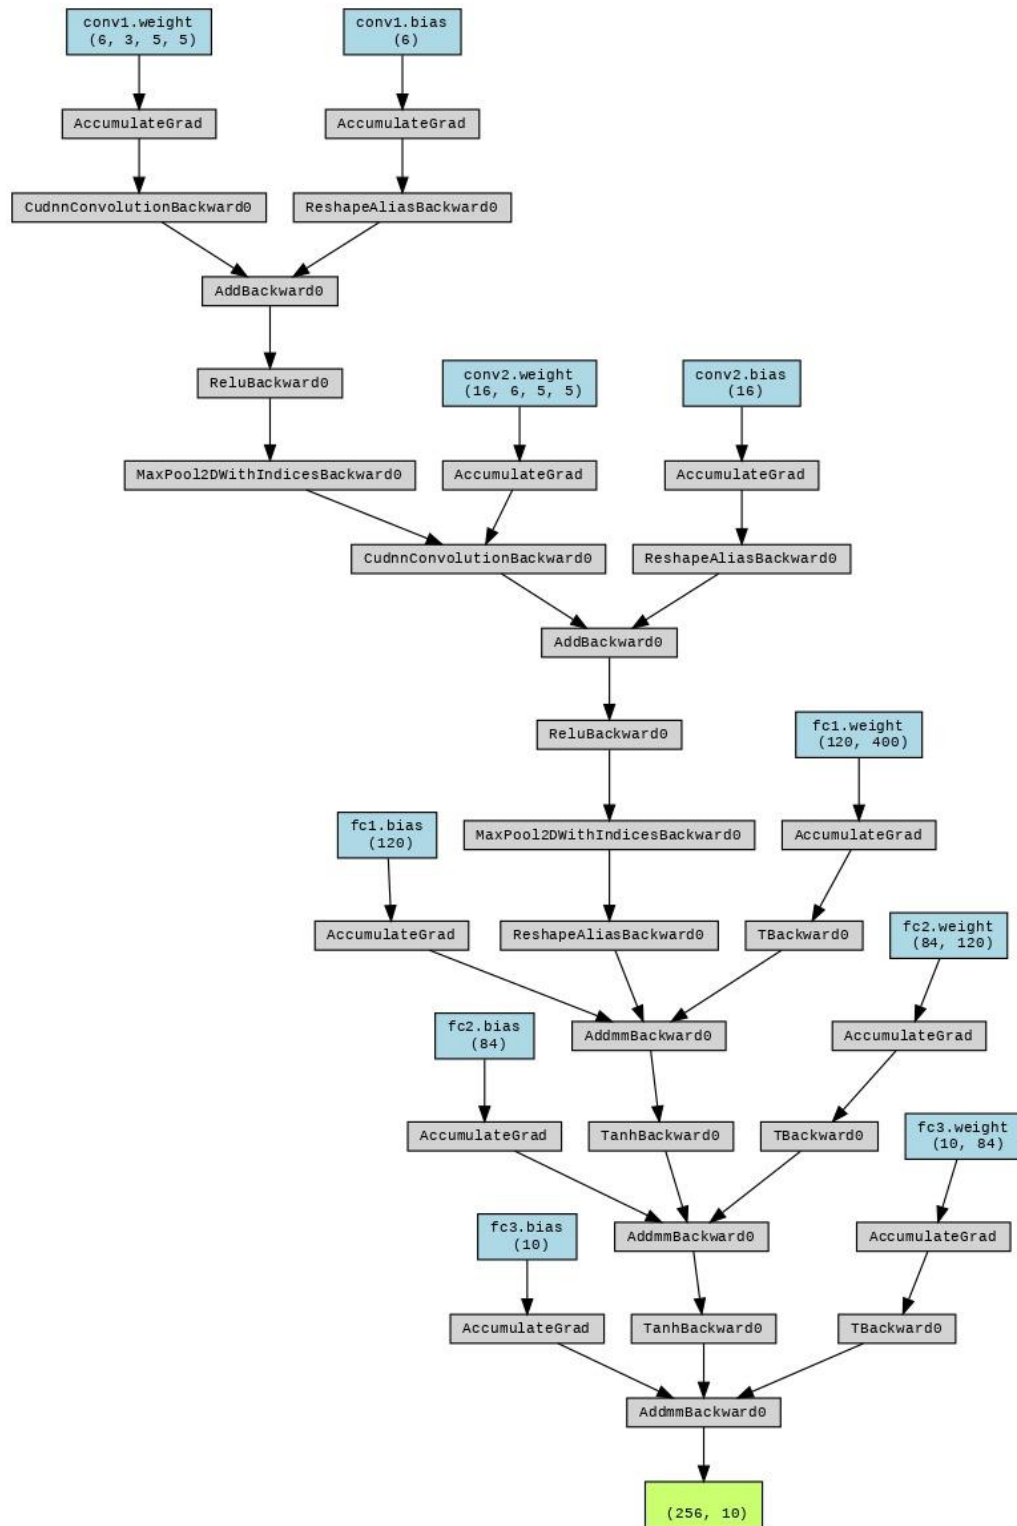 conv1.weight
(6, 3, 5, 5)
conv1.bias
(6)
AccumulateGrad
AccumulateGrad
CudnnConvolutionBackward0
ReshapeAliasBackward0
AddBackward0
ReluBackward0
conv2.weight
(16, 6, 5, 5)
conv2.bias
(16)
MaxPool2DWithIndicesBackward0
AccumulateGrad
AccumulateGrad
CudnnConvolutionBackward0
ReshapeAliasBackward0
AddBackward0
ReluBackward0
fc1.weight
(120, 400)
fc1.bias
(120)
MaxPool2DWithIndicesBackward0
AccumulateGrad
AccumulateGrad
ReshapeAliasBackward0
TBackward0
fc2.weight
(84, 120)
fc2.bias
(84)
AddmmBackward0
AccumulateGrad
AccumulateGrad
TanhBackward0
TBackward0
fc3.weight
(10, 84)
fc3.bias
(10)
AddmmBackward0
AccumulateGrad
AccumulateGrad
TanhBackward0
TBackward0
AddmmBackward0
(256, 10)